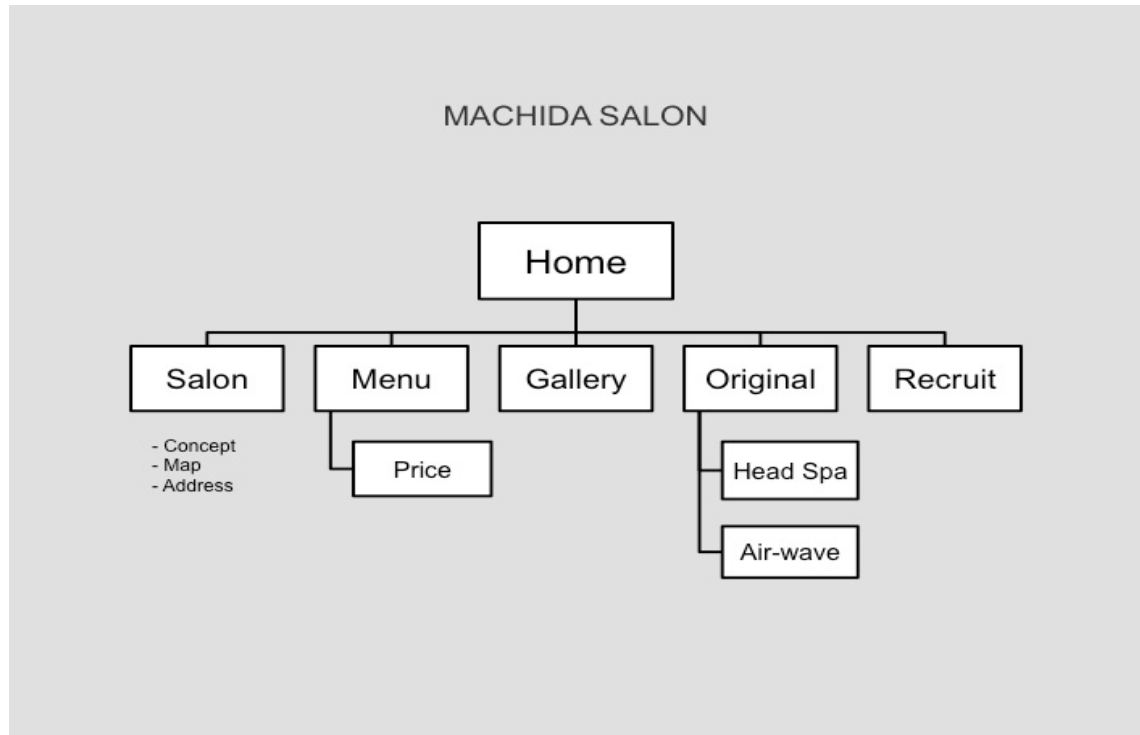 MACHIDA SALON
Home
Salon
Menu
Gallery
Original
Recruit
- Concept
- Map
- Address
Price
Head Spa
Air-wave